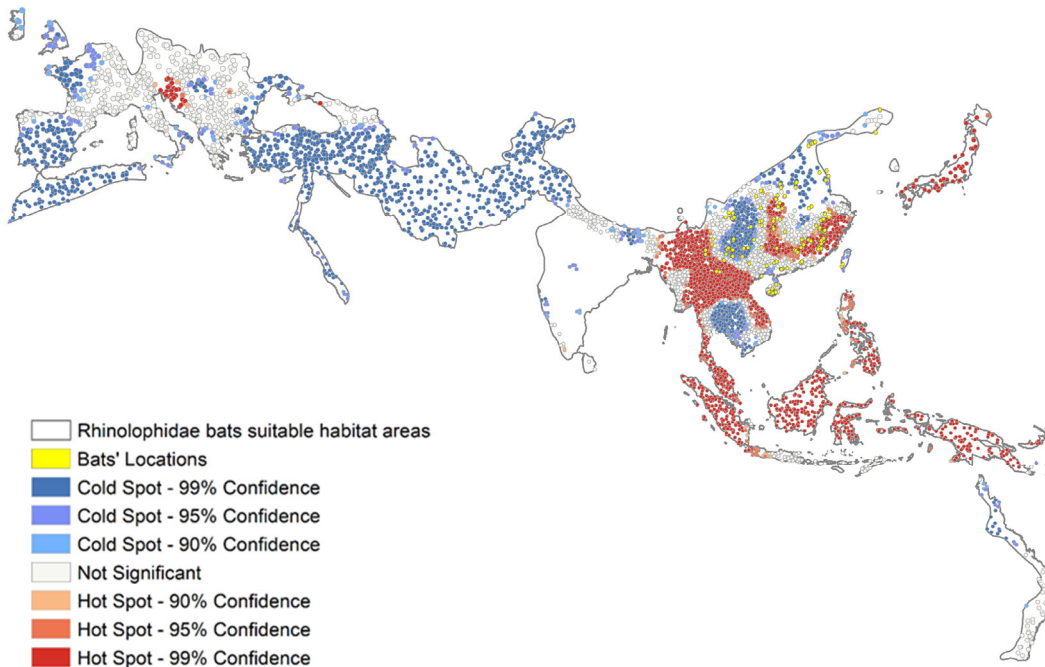 Rhinolophidae bats suitable habitat areas
Bats' Locations
Cold Spot - 99% Confidence
Cold Spot - 95% Confidence
Cold Spot - 90% Confidence
Not Significant
Hot Spot - 90% Confidence
Hot Spot - 95% Confidence
Hot Spot - 99% Confidence